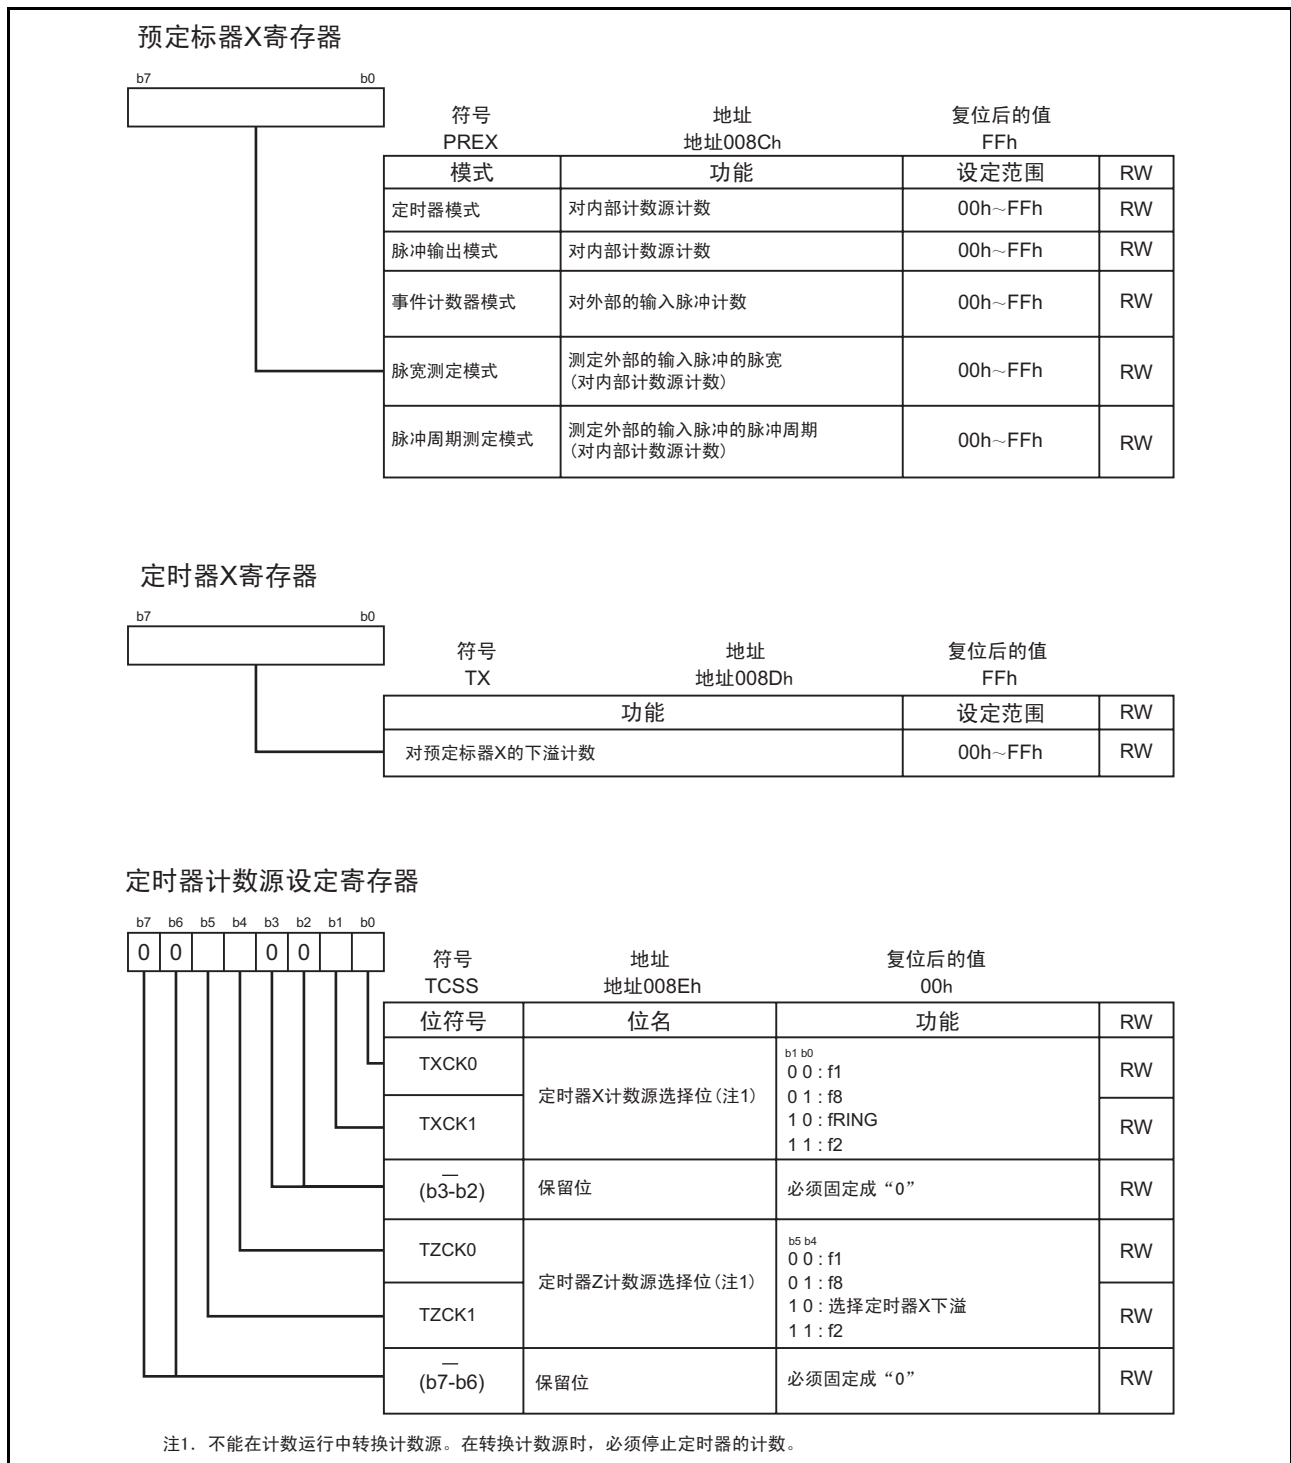 预定标器X寄存器
b7 b0
符号 地址 复位后的值
PREX 地址008Ch FFh
模式 功能 设定范围 RW
定时器模式 对内部计数源计数 00h～FFh RW
脉冲输出模式 对内部计数源计数 00h～FFh RW
事件计数器模式 对外部的输入脉冲计数 00h～FFh RW
脉宽测定模式 测定外部的输入脉冲的脉宽
(对内部计数源计数) 00h～FFh RW
脉冲周期测定模式 测定外部的输入脉冲的脉冲周期
(对内部计数源计数) 00h～FFh RW
定时器X寄存器
b7 b0
符号 地址 复位后的值
TX 地址008Dh FFh
功能 设定范围 RW
对预定标器X的下溢计数 00h～FFh RW
定时器计数源设定寄存器
b7 b6 b5 b4 b3 b2 b1 b0
0 0 0 0
符号 地址 复位后的值
TCSS 地址008Eh 00h
位符号 位名 功能 RW
TXCK0 RW
TXCK1 RW
定时器X计数源选择位(注1)
b1 b0
0 0 : f1
0 1 : f8
1 0 : fRING
1 1 : f2
—
(b3-b2) 保留位 必须固定成“0” RW
TZCK0 RW
TZCK1 RW
定时器Z计数源选择位(注1)
b5 b4
0 0 : f1
0 1 : f8
1 0 : 选择定时器X下溢
1 1 : f2
—
(b7-b6) 保留位 必须固定成“0” RW
注1. 不能在计数运行中转换计数源。在转换计数源时，必须停止定时器的计数。